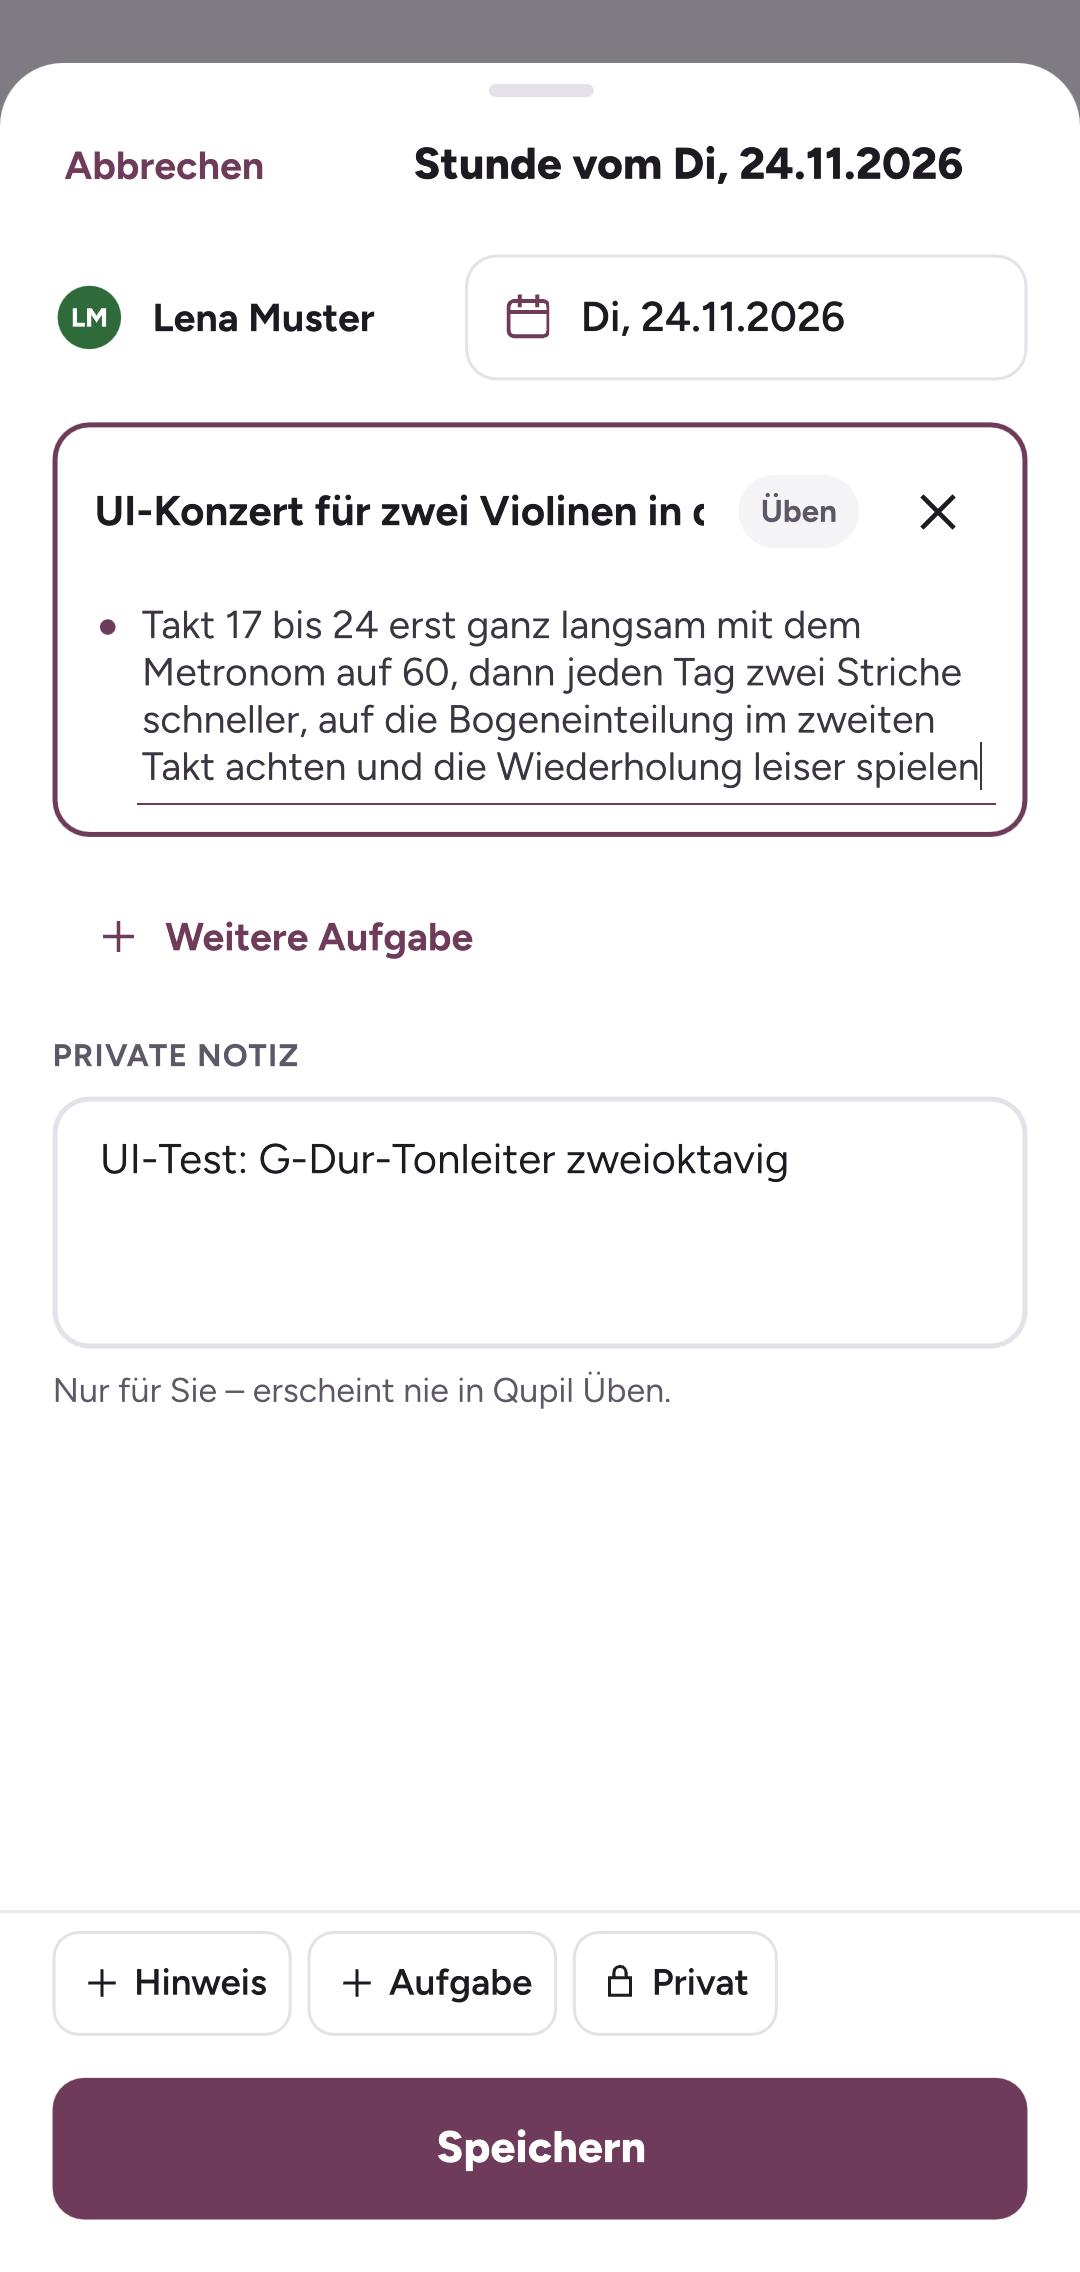 Abbrechen
Stunde vom Di, 24.11.2026
LM
Lena Muster
Di, 24.11.2026
UI-Konzert für zwei Violinen in
Üben
Takt 17 bis 24 erst ganz langsam mit dem
Metronom auf 60, dann jeden Tag zwei Striche
schneller, auf die Bogeneinteilung im zweiten
Takt achten und die Wiederholung leiser spielen
Weitere Aufgabe
PRIVATE NOTIZ
UI-Test: G-Dur-Tonleiter zweioktavig
Nur für Sie – erscheint nie in Qupil Üben.
Hinweis
Aufgabe
Privat
Speichern